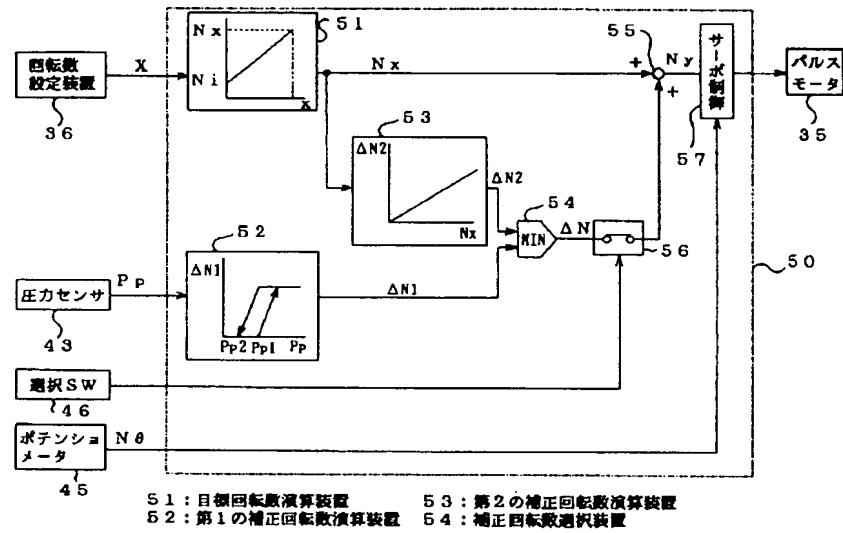 51
Nx
Ni
X
回転数
設定装置
X
36
Nx
+
55
Ny
+
サーボ制御
57
パルス
モータ
35
53
ΔN2
Nx
ΔN2
54
MIN
ΔN
56
50
52
ΔN1
Pp2 Pp1 Pp
ΔN1
圧力センサ
Pp
43
選択SW
46
ポテンショ
メータ
Nθ
45
51:目標回転数演算装置
53:第2の補正回転数演算装置
52:第1の補正回転数演算装置
54:補正回転数選択装置